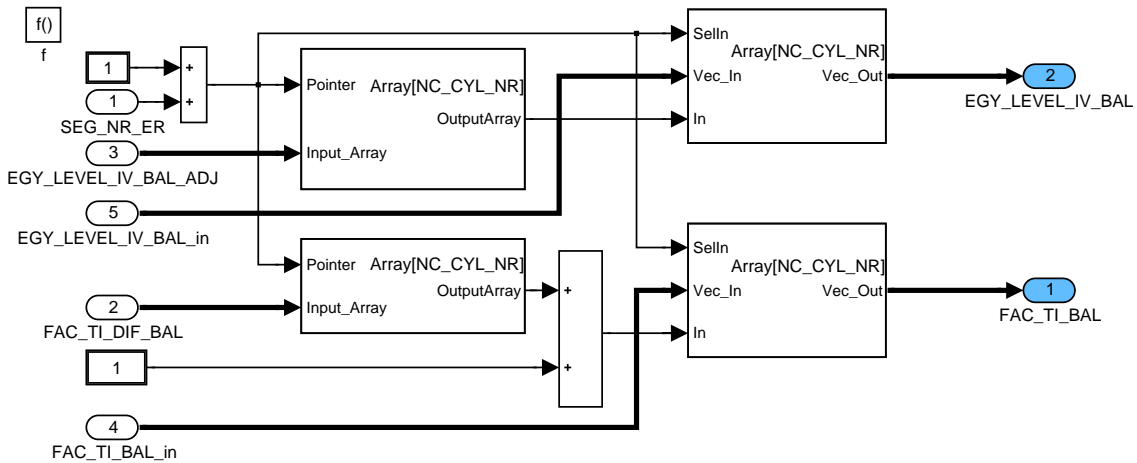 f()
f
1
+
+
1
SEG_NR_ER
3
EGY_LEVEL_IV_BAL_ADJ
5
EGY_LEVEL_IV_BAL_in
Pointer
Array[NC_CYL_NR]
OutputArray
Input_Array
SelIn
Array[NC_CYL_NR]
Vec_In
Vec_Out
In
2
EGY_LEVEL_IV_BAL
Pointer
Array[NC_CYL_NR]
OutputArray
Input_Array
2
FAC_TI_DIF_BAL
1
+
+
4
FAC_TI_BAL_in
SelIn
Array[NC_CYL_NR]
Vec_In
Vec_Out
In
1
FAC_TI_BAL